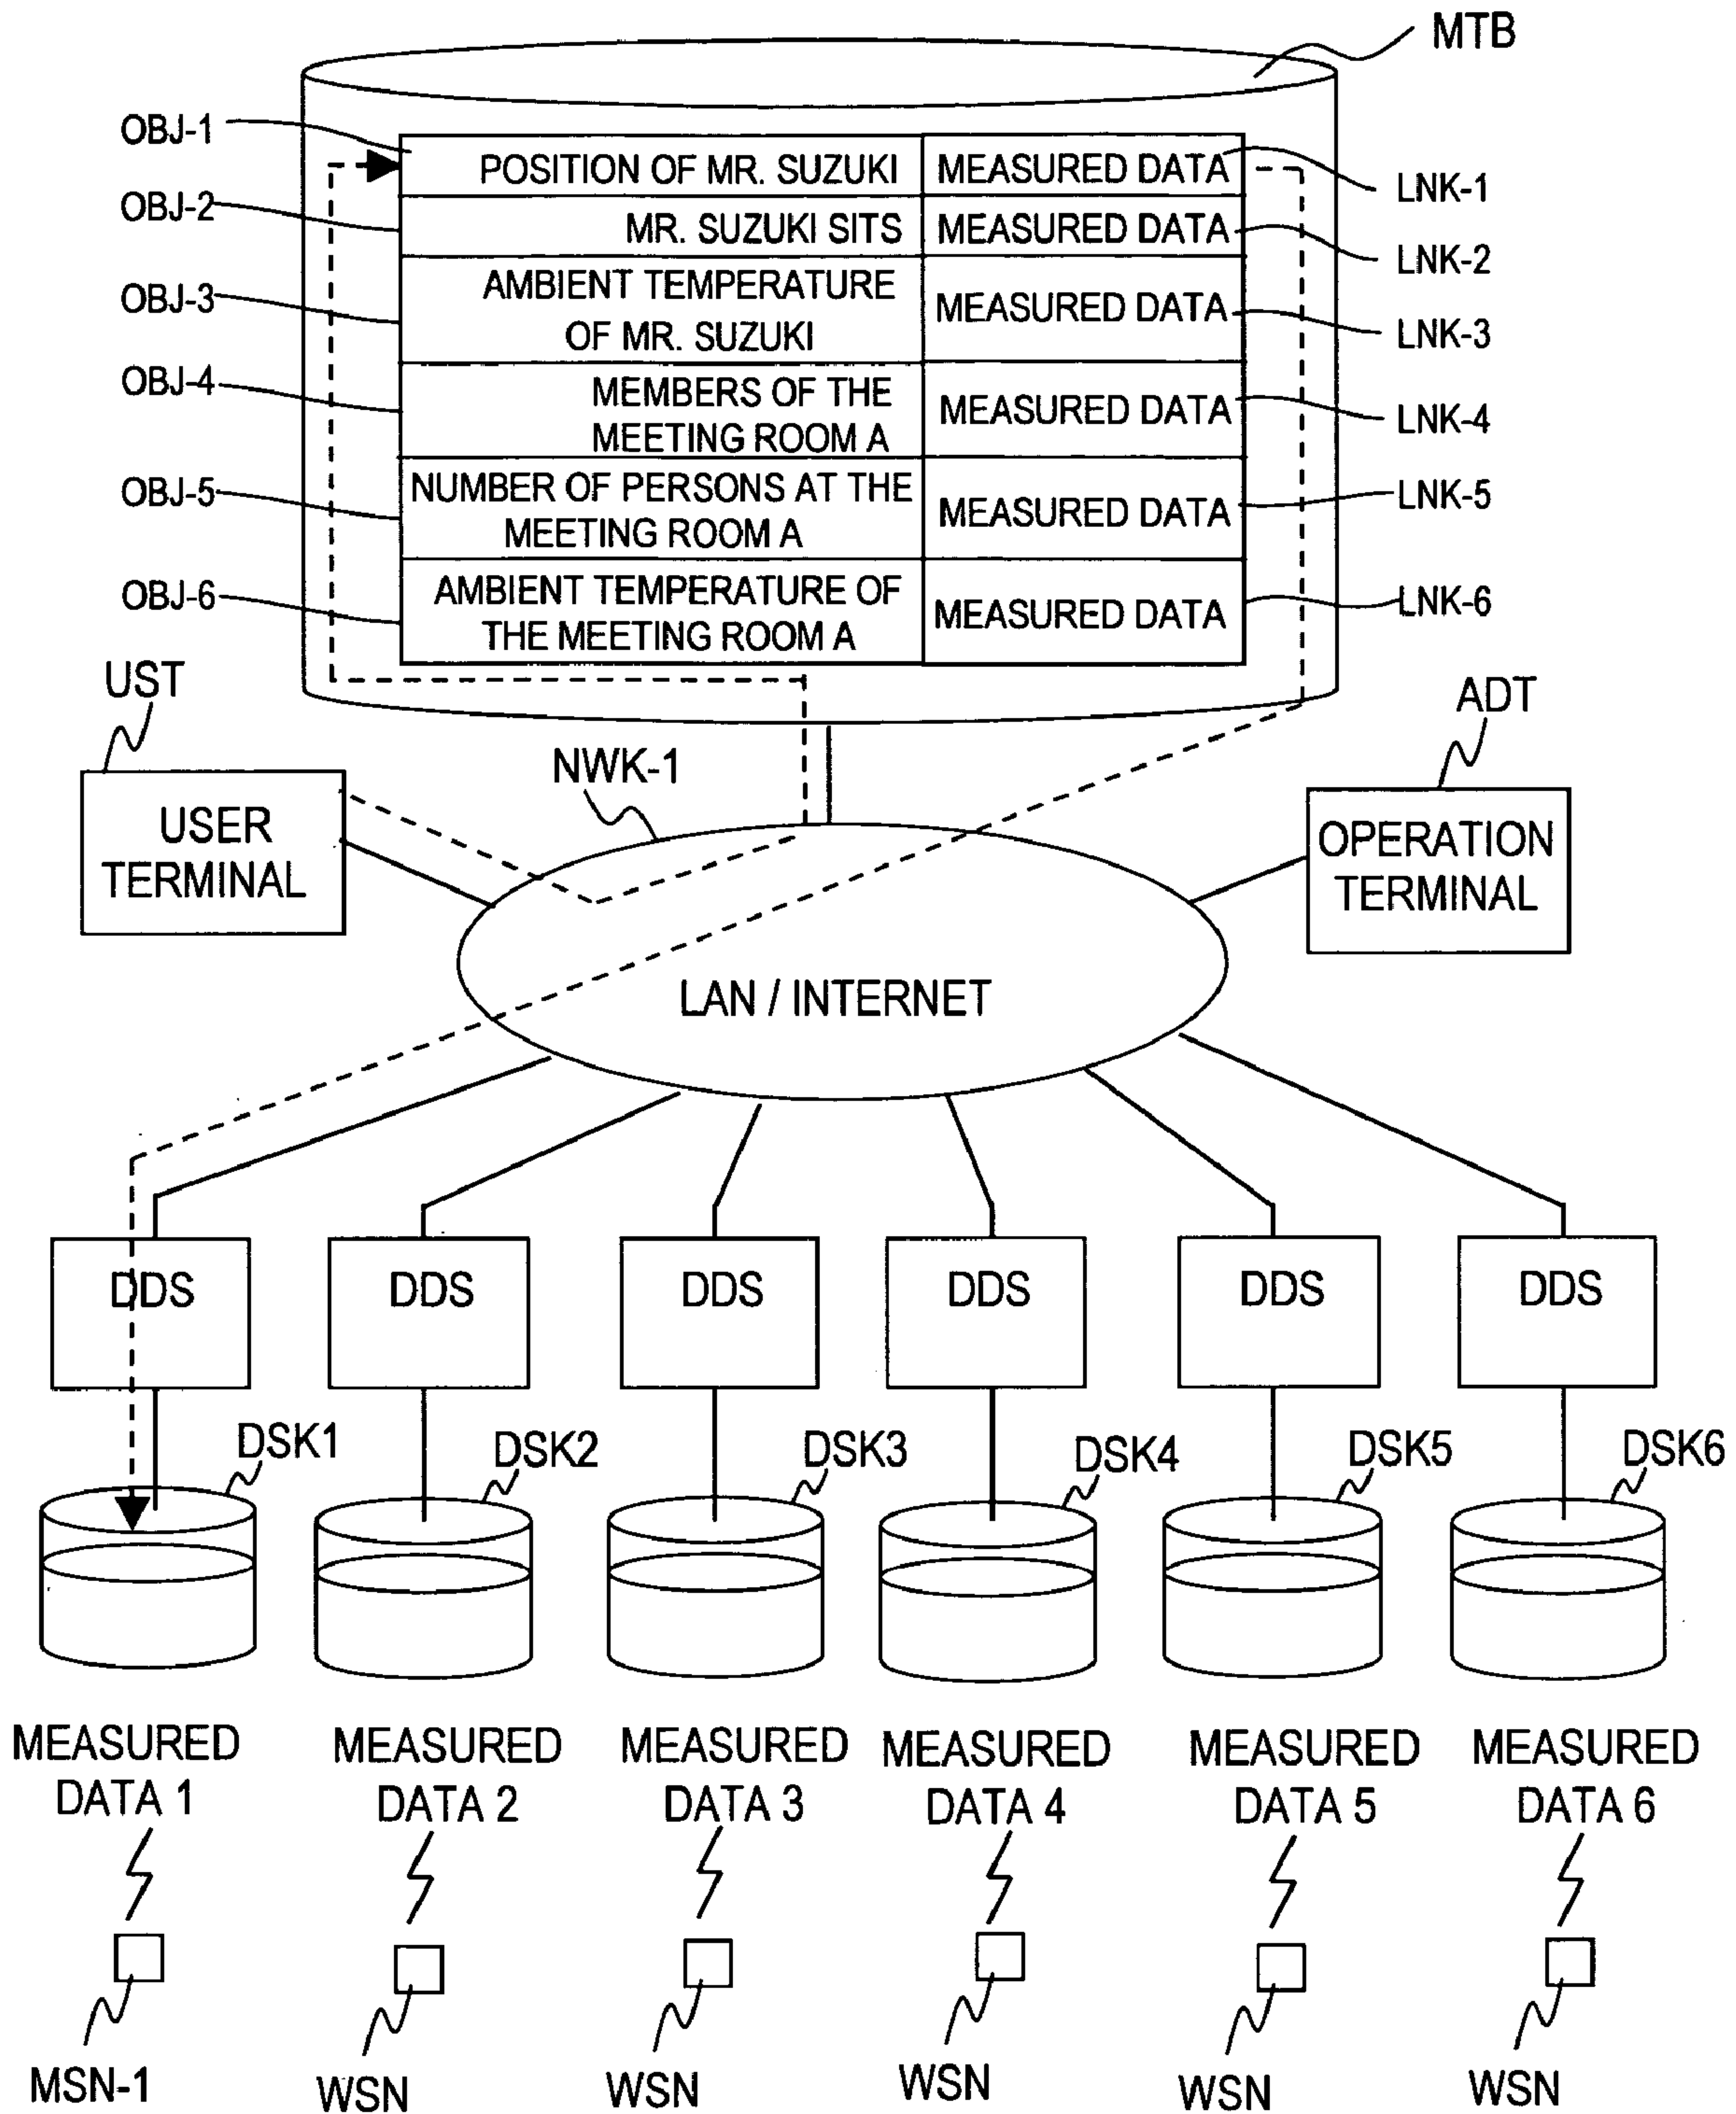 MTB
OBJ-1
POSITION OF MR. SUZUKI
MEASURED DATA
LNK-1
OBJ-2
MR. SUZUKI SITS
MEASURED DATA
LNK-2
OBJ-3
AMBIENT TEMPERATURE
OF MR. SUZUKI
MEASURED DATA
LNK-3
OBJ-4
MEMBERS OF THE
MEETING ROOM A
MEASURED DATA
LNK-4
OBJ-5
NUMBER OF PERSONS AT THE
MEETING ROOM A
MEASURED DATA
LNK-5
OBJ-6
AMBIENT TEMPERATURE OF
THE MEETING ROOM A
MEASURED DATA
LNK-6
UST
USER
TERMINAL
NWK-1
ADT
OPERATION
TERMINAL
LAN / INTERNET
DDS
DDS
DDS
DDS
DDS
DDS
DSK1
DSK2
DSK3
DSK4
DSK5
DSK6
MEASURED
DATA 1
MEASURED
DATA 2
MEASURED
DATA 3
MEASURED
DATA 4
MEASURED
DATA 5
MEASURED
DATA 6
MSN-1
WSN
WSN
WSN
WSN
WSN